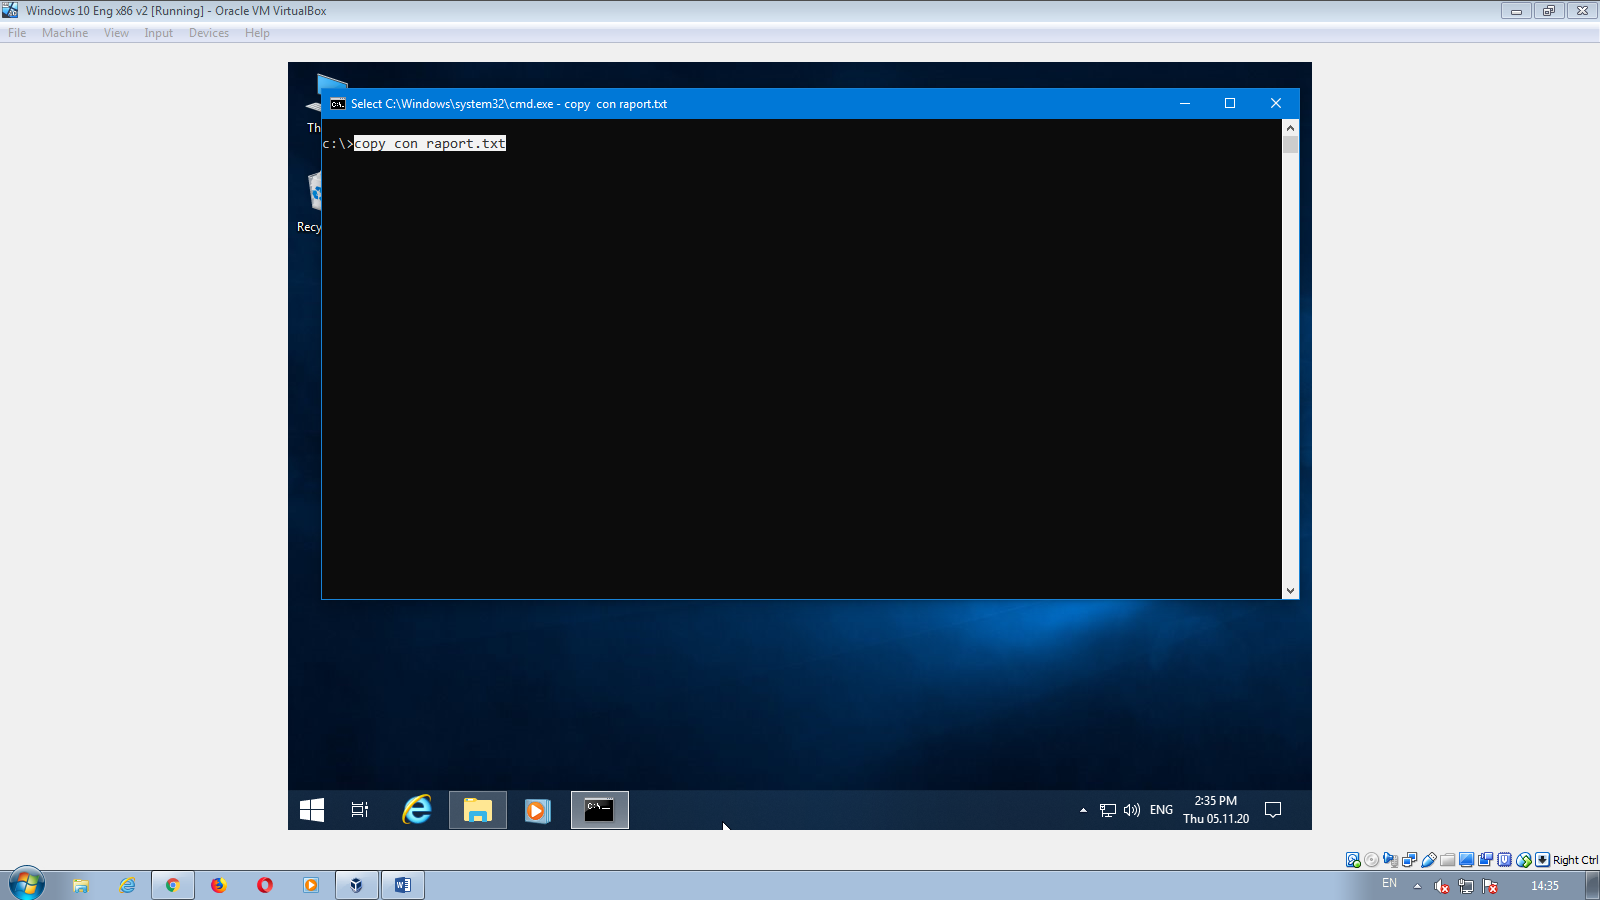 Windows 10 Eng x86 v2 [Running] - Oracle VM VirtualBox
File Machine View Input Devices Help
Select C:\Windows\system32\cmd.exe - copy  con raport.txt
Th
c:\>copy con raport.txt
Recy
ENG
2:35 PM
Thu 05.11.20
Right Ctrl
EN
14:35